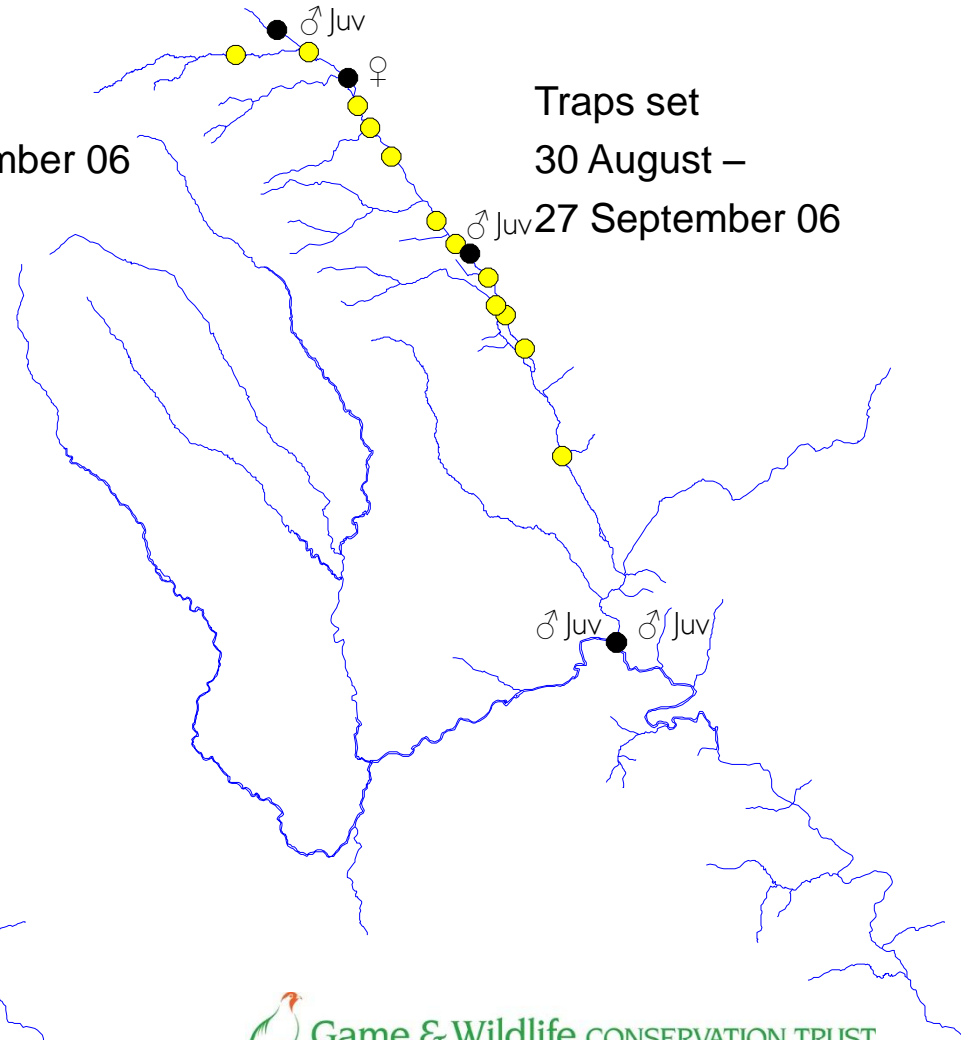 ♂ Juv
♀
Traps set
30 August –
27 September 06
mber 06
♂ Juv
♂ Juv ♂ Juv
Game & Wildlife CONSERVATION TRUST